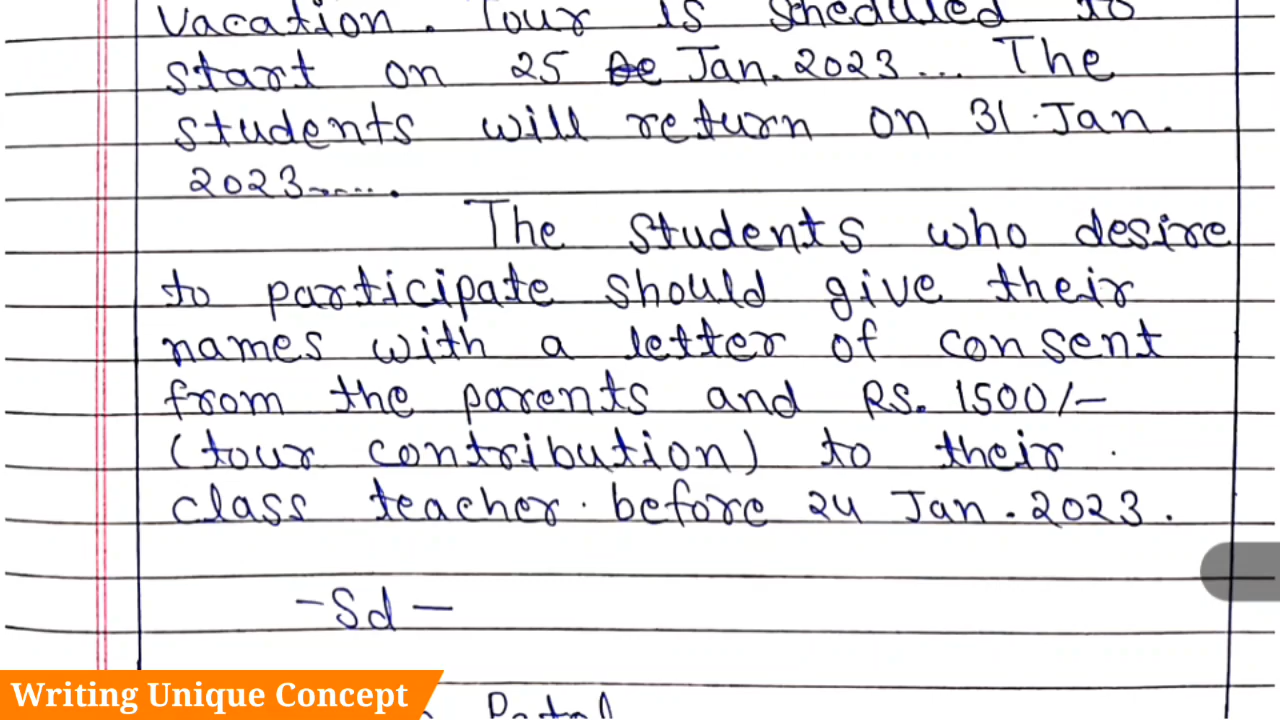 vacation. Tour is scheduled to
start on 25 Jan. 2023... The
students will return on 31 Jan.
2023......
The students who desire
to participate should give their
names with a letter of consent
from the parents and RS. 1500/-
(tour contribution) to their
class teacher. before 24 Jan. 2023.
-Sd-
Writing Unique Concept